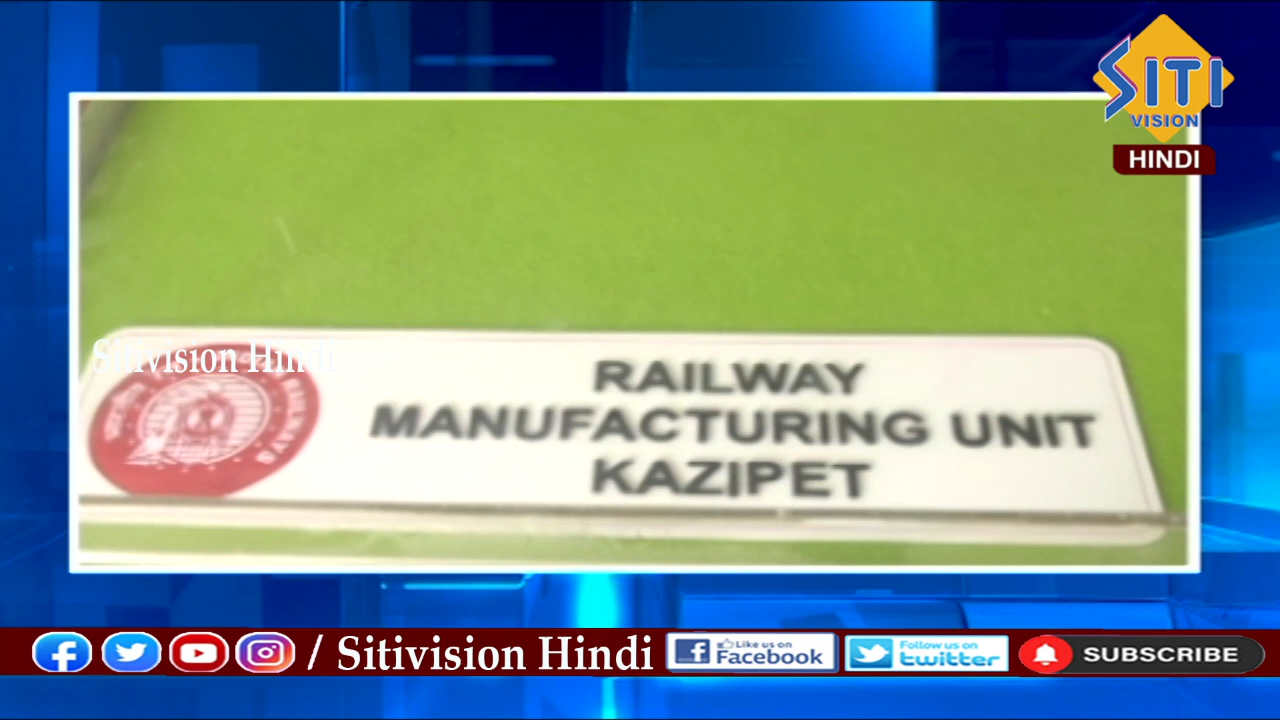 SITI
VISION
HINDI
Sitivision Hindi
RAILWAY
MANUFACTURING UNIT
KAZIPET
/ Sitivision Hindi
Like us on
Facebook
Follow us on
twitter
SUBSCRIBE